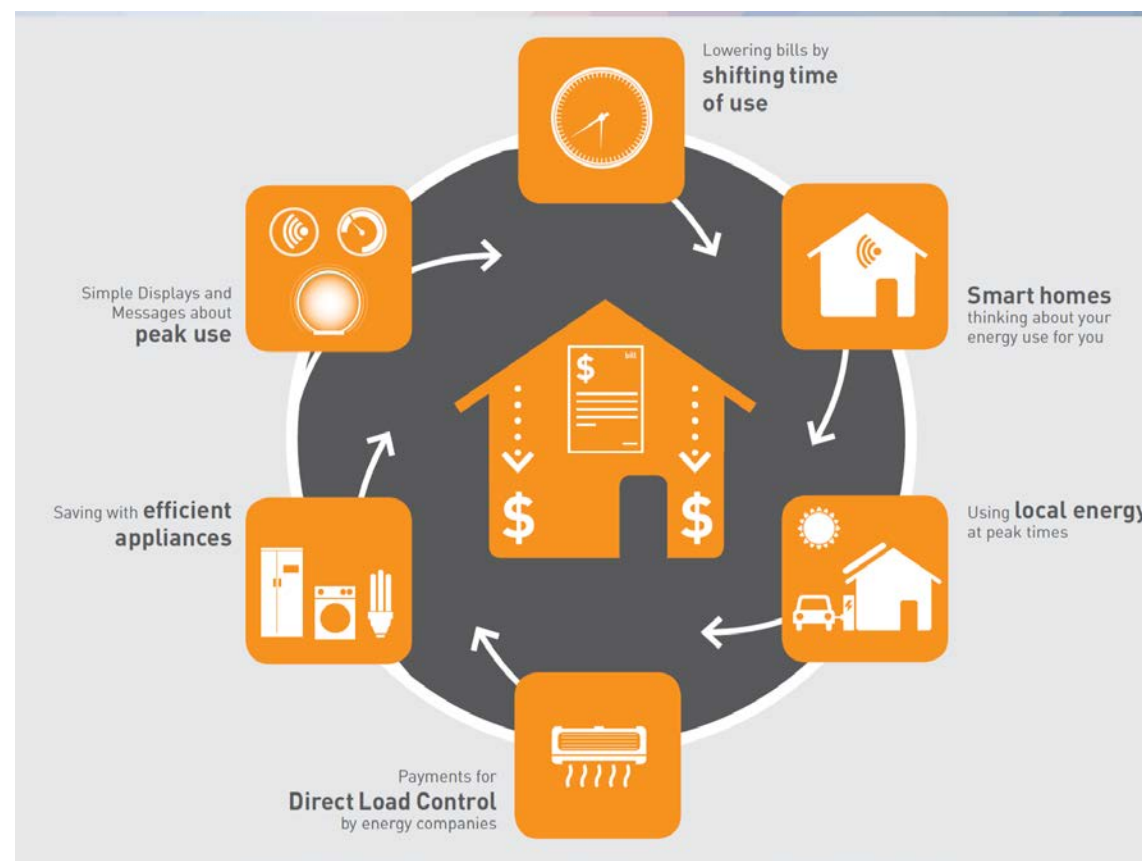 Lowering bills by
shifting time
of use
Smart homes
thinking about your
energy use for you
Using local energy
at peak times
Payments for
Direct Load Control
by energy companies
Saving with efficient
appliances
Simple Displays and
Messages about
peak use
$
bill
$
$